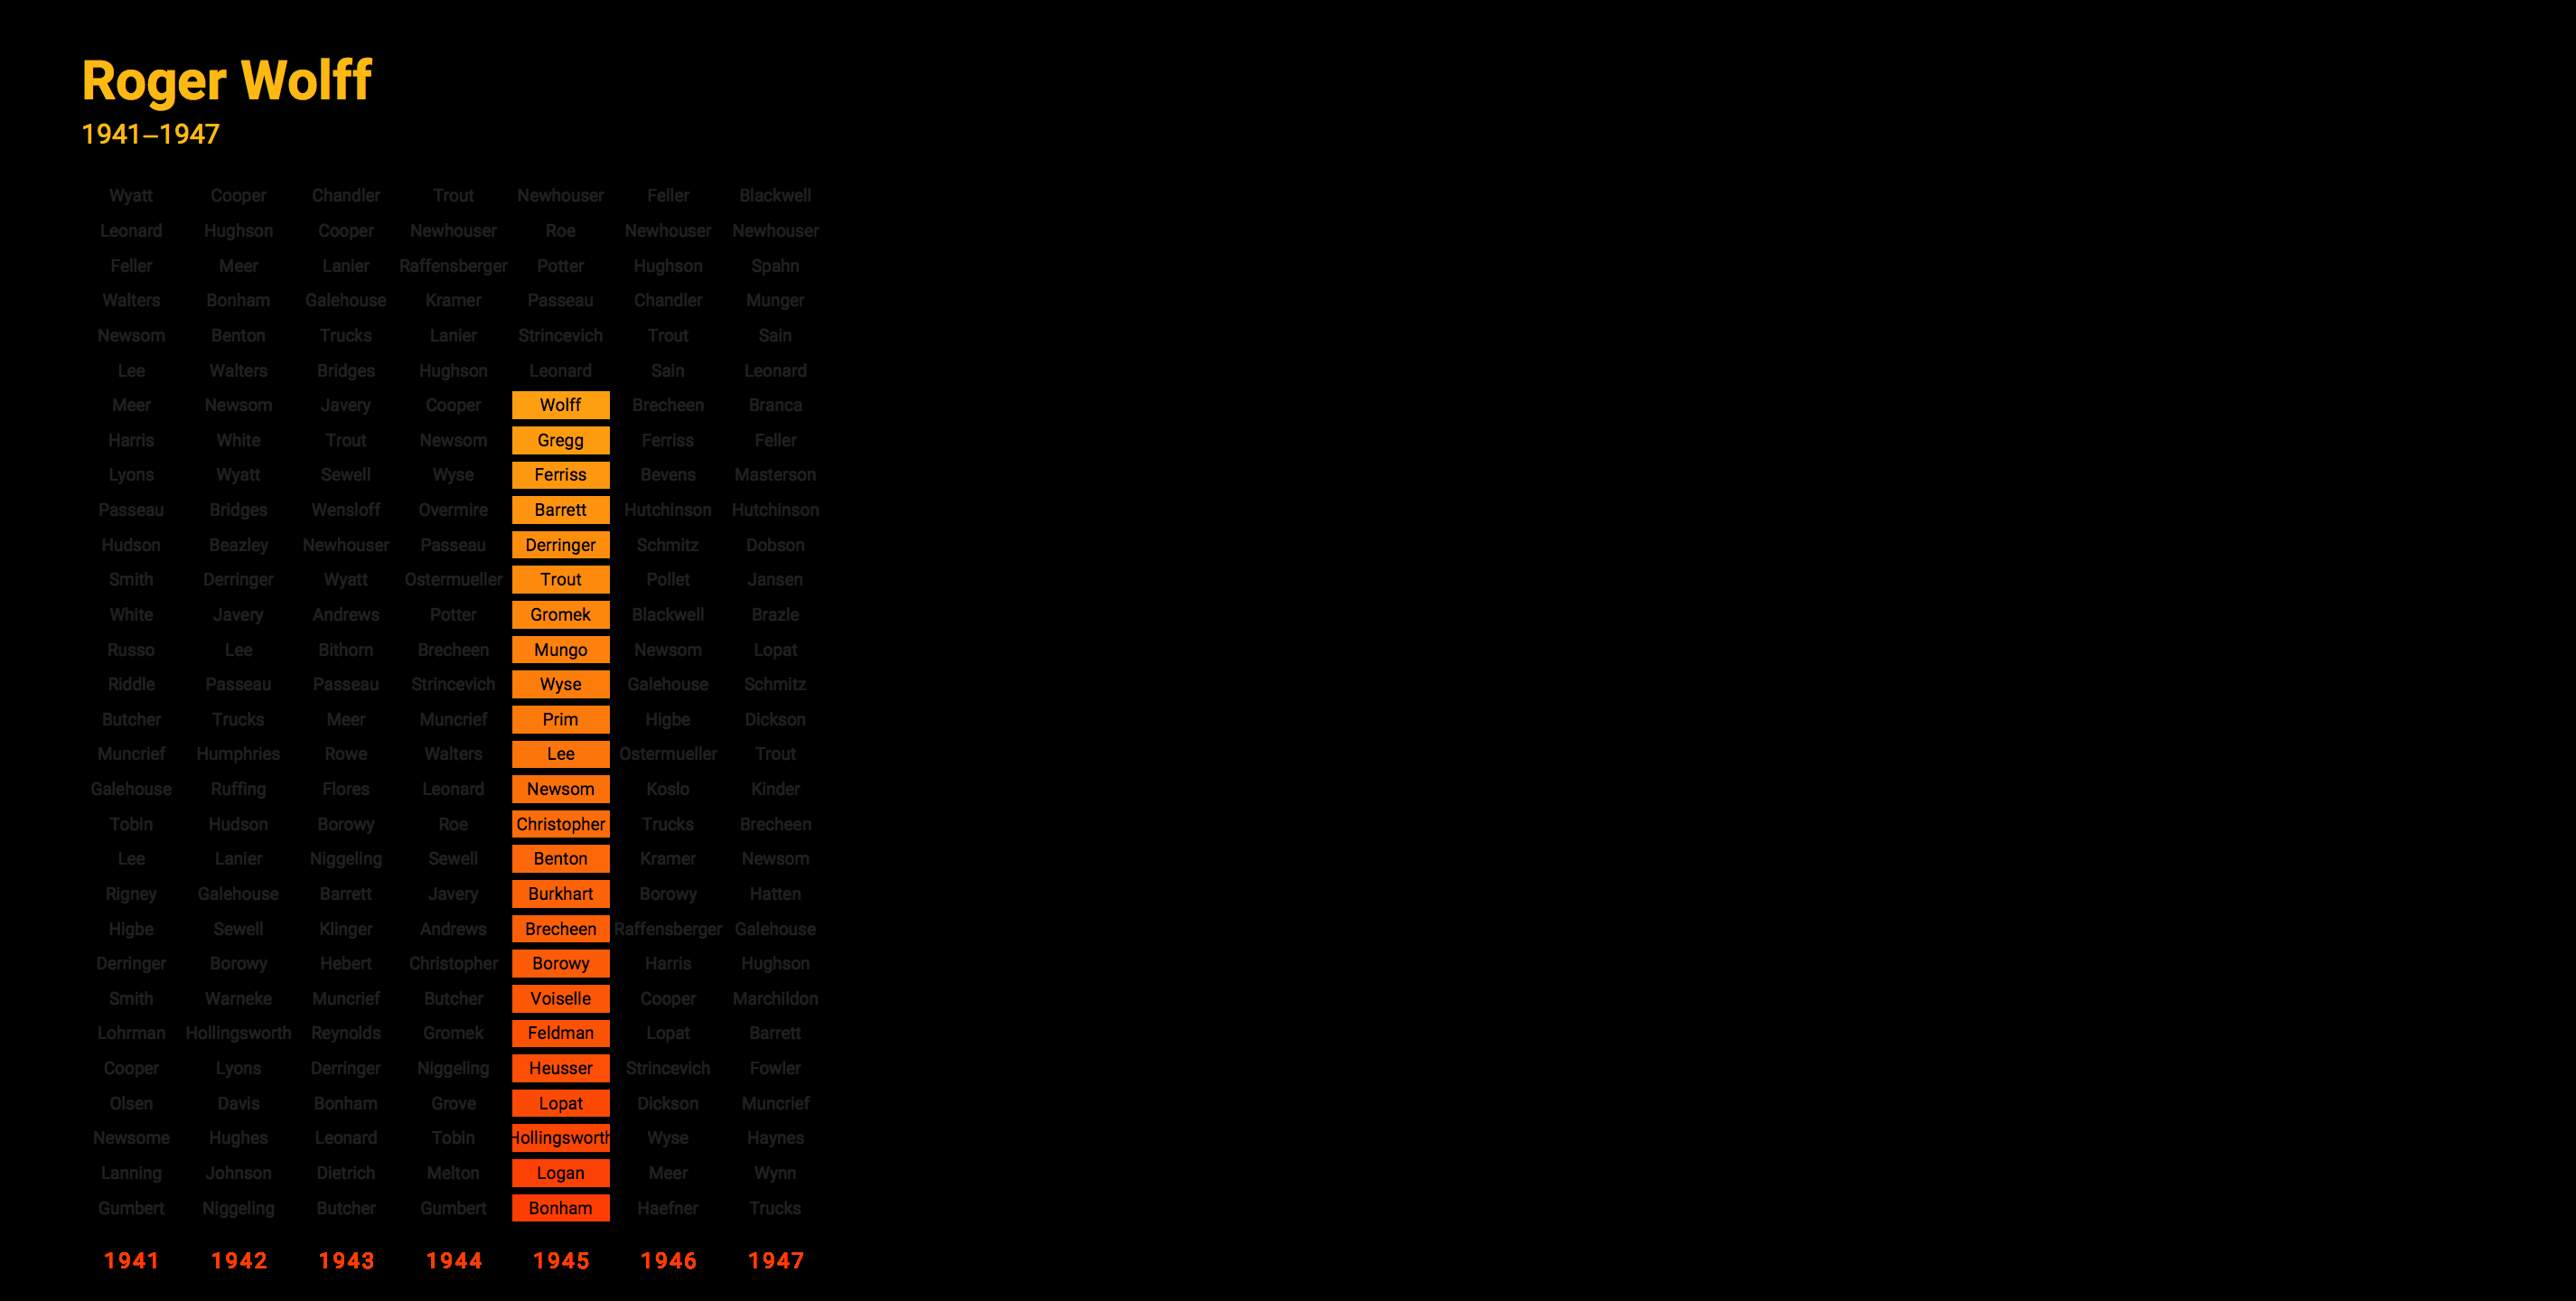 Roger Wolff
1941–1947
Wyatt Cooper Chandler Trout Newhouser Feller Blackwell
Leonard Hughson Cooper Newhouser Roe Newhouser Newhouser
Feller Meer Lanier Raffensberger Potter Hughson Spahn
Walters Bonham Galehouse Kramer Passeau Chandler Munger
Newsom Benton Trucks Lanier Strincevich Trout Sain
Lee Walters Bridges Hughson Leonard Sain Leonard
Meer Newsom Javery Cooper Wolff Brecheen Branca
Harris White Trout Newsom Gregg Ferriss Feller
Lyons Wyatt Sewell Wyse Ferriss Bevens Masterson
Passeau Bridges Wensloff Overmire Barrett Hutchinson Hutchinson
Hudson Beazley Newhouser Passeau Derringer Schmitz Dobson
Smith Derringer Wyatt Ostermueller Trout Pollet Jansen
White Javery Andrews Potter Gromek Blackwell Brazle
Russo Lee Bithorn Brecheen Mungo Newsom Lopat
Riddle Passeau Passeau Strincevich Wyse Galehouse Schmitz
Butcher Trucks Meer Muncrief Prim Higbe Dickson
Muncrief Humphries Rowe Walters Lee Ostermueller Trout
Galehouse Ruffing Flores Leonard Newsom Koslo Kinder
Tobin Hudson Borowy Roe Christopher Trucks Brecheen
Lee Lanier Niggeling Sewell Benton Kramer Newsom
Rigney Galehouse Barrett Javery Burkhart Borowy Hatten
Higbe Sewell Klinger Andrews Brecheen Raffensberger Galehouse
Derringer Borowy Hebert Christopher Borowy Harris Hughson
Smith Warneke Muncrief Butcher Voiselle Cooper Marchildon
Lohrman Hollingsworth Reynolds Gromek Feldman Lopat Barrett
Cooper Lyons Derringer Niggeling Heusser Strincevich Fowler
Olsen Davis Bonham Grove Lopat Dickson Muncrief
Newsome Hughes Leonard Tobin Hollingsworth Wyse Haynes
Lanning Johnson Dietrich Melton Logan Meer Wynn
Gumbert Niggeling Butcher Gumbert Bonham Haefner Trucks
1941 1942 1943 1944 1945 1946 1947